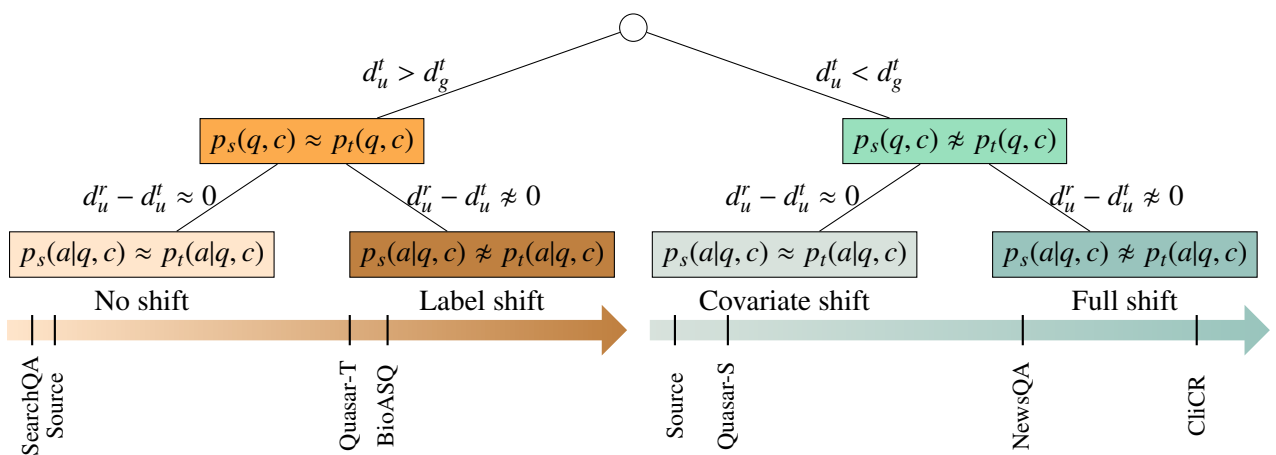 d_u^t > d_g^t
d_u^t < d_g^t
p_s(q, c) ≈ p_t(q, c)
p_s(q, c) ≉ p_t(q, c)
d_u^r − d_u^t ≈ 0
d_u^r − d_u^t ≉ 0
d_u^r − d_u^t ≈ 0
d_u^r − d_u^t ≉ 0
p_s(a|q, c) ≈ p_t(a|q, c)
p_s(a|q, c) ≉ p_t(a|q, c)
p_s(a|q, c) ≈ p_t(a|q, c)
p_s(a|q, c) ≉ p_t(a|q, c)
No shift
Label shift
Covariate shift
Full shift
SearchQA
Source
Quasar-T
BioASQ
Source
Quasar-S
NewsQA
CliCR